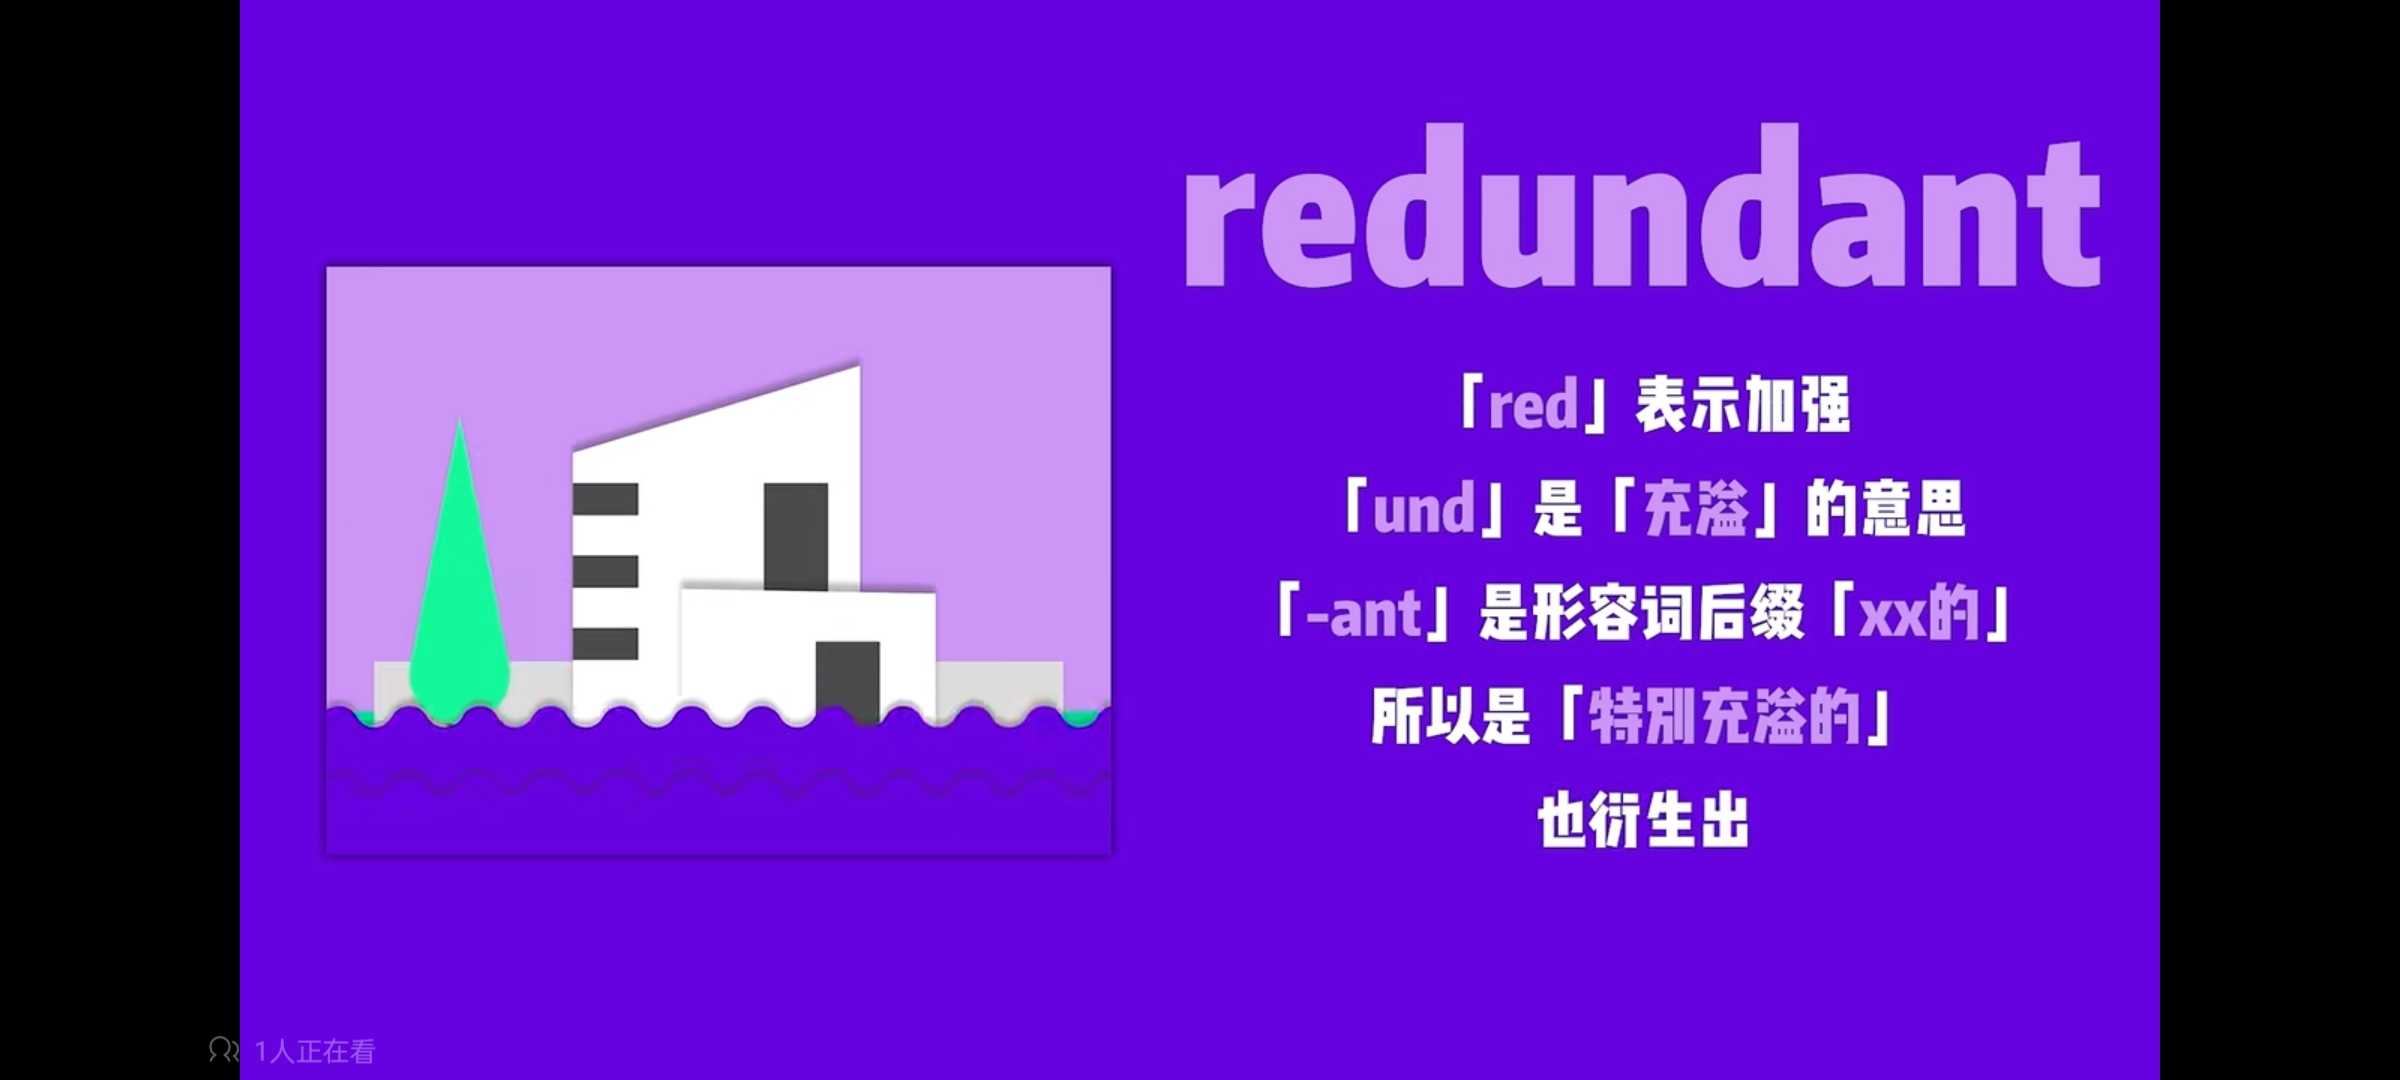 redundant
「red」表示加强
「und」是「充溢」的意思
「-ant」是形容词后缀「xx的」
所以是「特别充溢的」
也衍生出
1人正在看